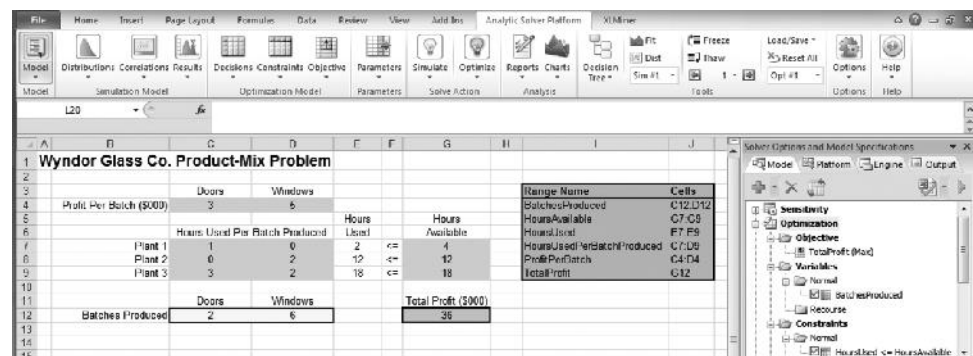 File Home Insert Page Layout Formulas Data Review View Add-Ins Analytic Solver Platform XLMiner
Model Distributions Correlations Results Decisions Constraints Objective Parameters Simulate Optimize Reports Charts Decision Tree Fit Dist Sim #1 Freeze Thaw 1 Load/Save Reset All Opt #1 Options Help
Model Simulation Model Optimization Model Parameters Solve Action Analysis Tools Options Help
L20 fx
A B C D E F G H I J
1 Wyndor Glass Co. Product-Mix Problem
2
3 Doors Windows Range Name Cells
4 Profit Per Batch ($000) 3 5 BatchesProduced C12:D12
5 Hours Hours HoursAvailable G7:G9
6 Hours Used Per Batch Produced Used Available HoursUsed E7:E9
7 Plant 1 1 0 2 <= 4 HoursUsedPerBatchProduced C7:D9
8 Plant 2 0 2 12 <= 12 ProfitPerBatch C4:D4
9 Plant 3 3 2 18 <= 18 TotalProfit G12
10
11 Doors Windows Total Profit ($000)
12 Batches Produced 2 6 36
13
14
15
Solver Options and Model Specifications
Model Platform Engine Output
Sensitivity
Optimization
Objective
TotalProfit (Max)
Variables
Normal
BatchesProduced
Recourse
Constraints
Normal
HoursUsed <= HoursAvailable